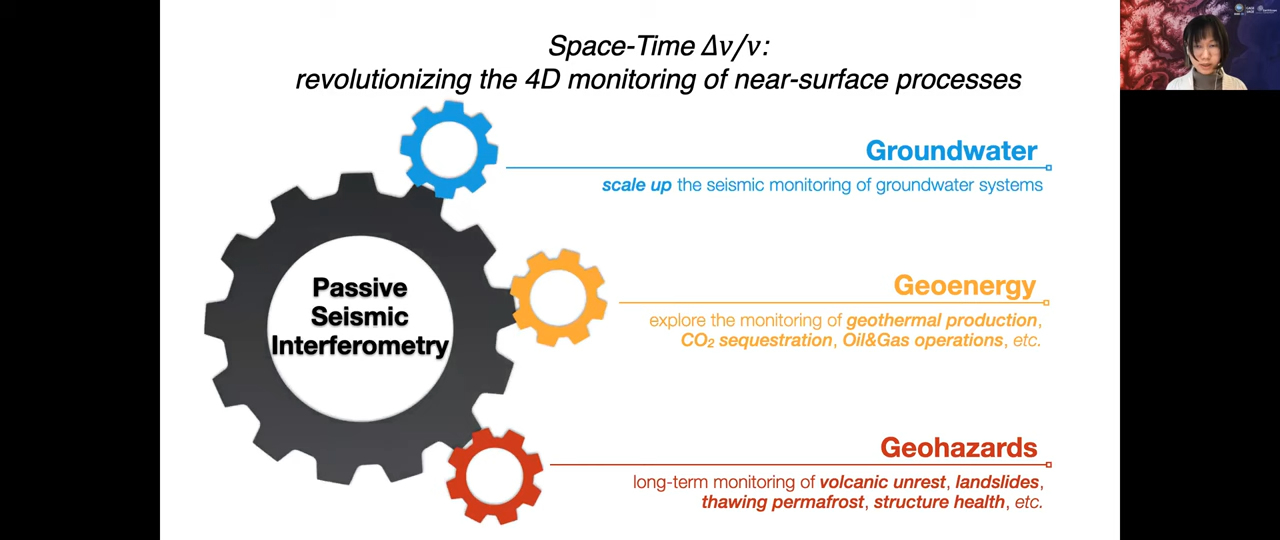 Space-Time Δν/ν:
revolutionizing the 4D monitoring of near-surface processes
Groundwater
scale up the seismic monitoring of groundwater systems
Passive
Seismic
Interferometry
Geoenergy
explore the monitoring of geothermal production,
CO₂ sequestration, Oil&Gas operations, etc.
Geohazards
long-term monitoring of volcanic unrest, landslides,
thawing permafrost, structure health, etc.